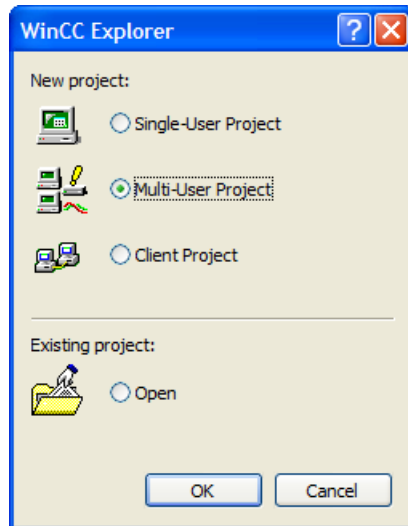 WinCC Explorer
New project:
Single-User Project
Multi-User Project
Client Project
Existing project:
Open
OK Cancel